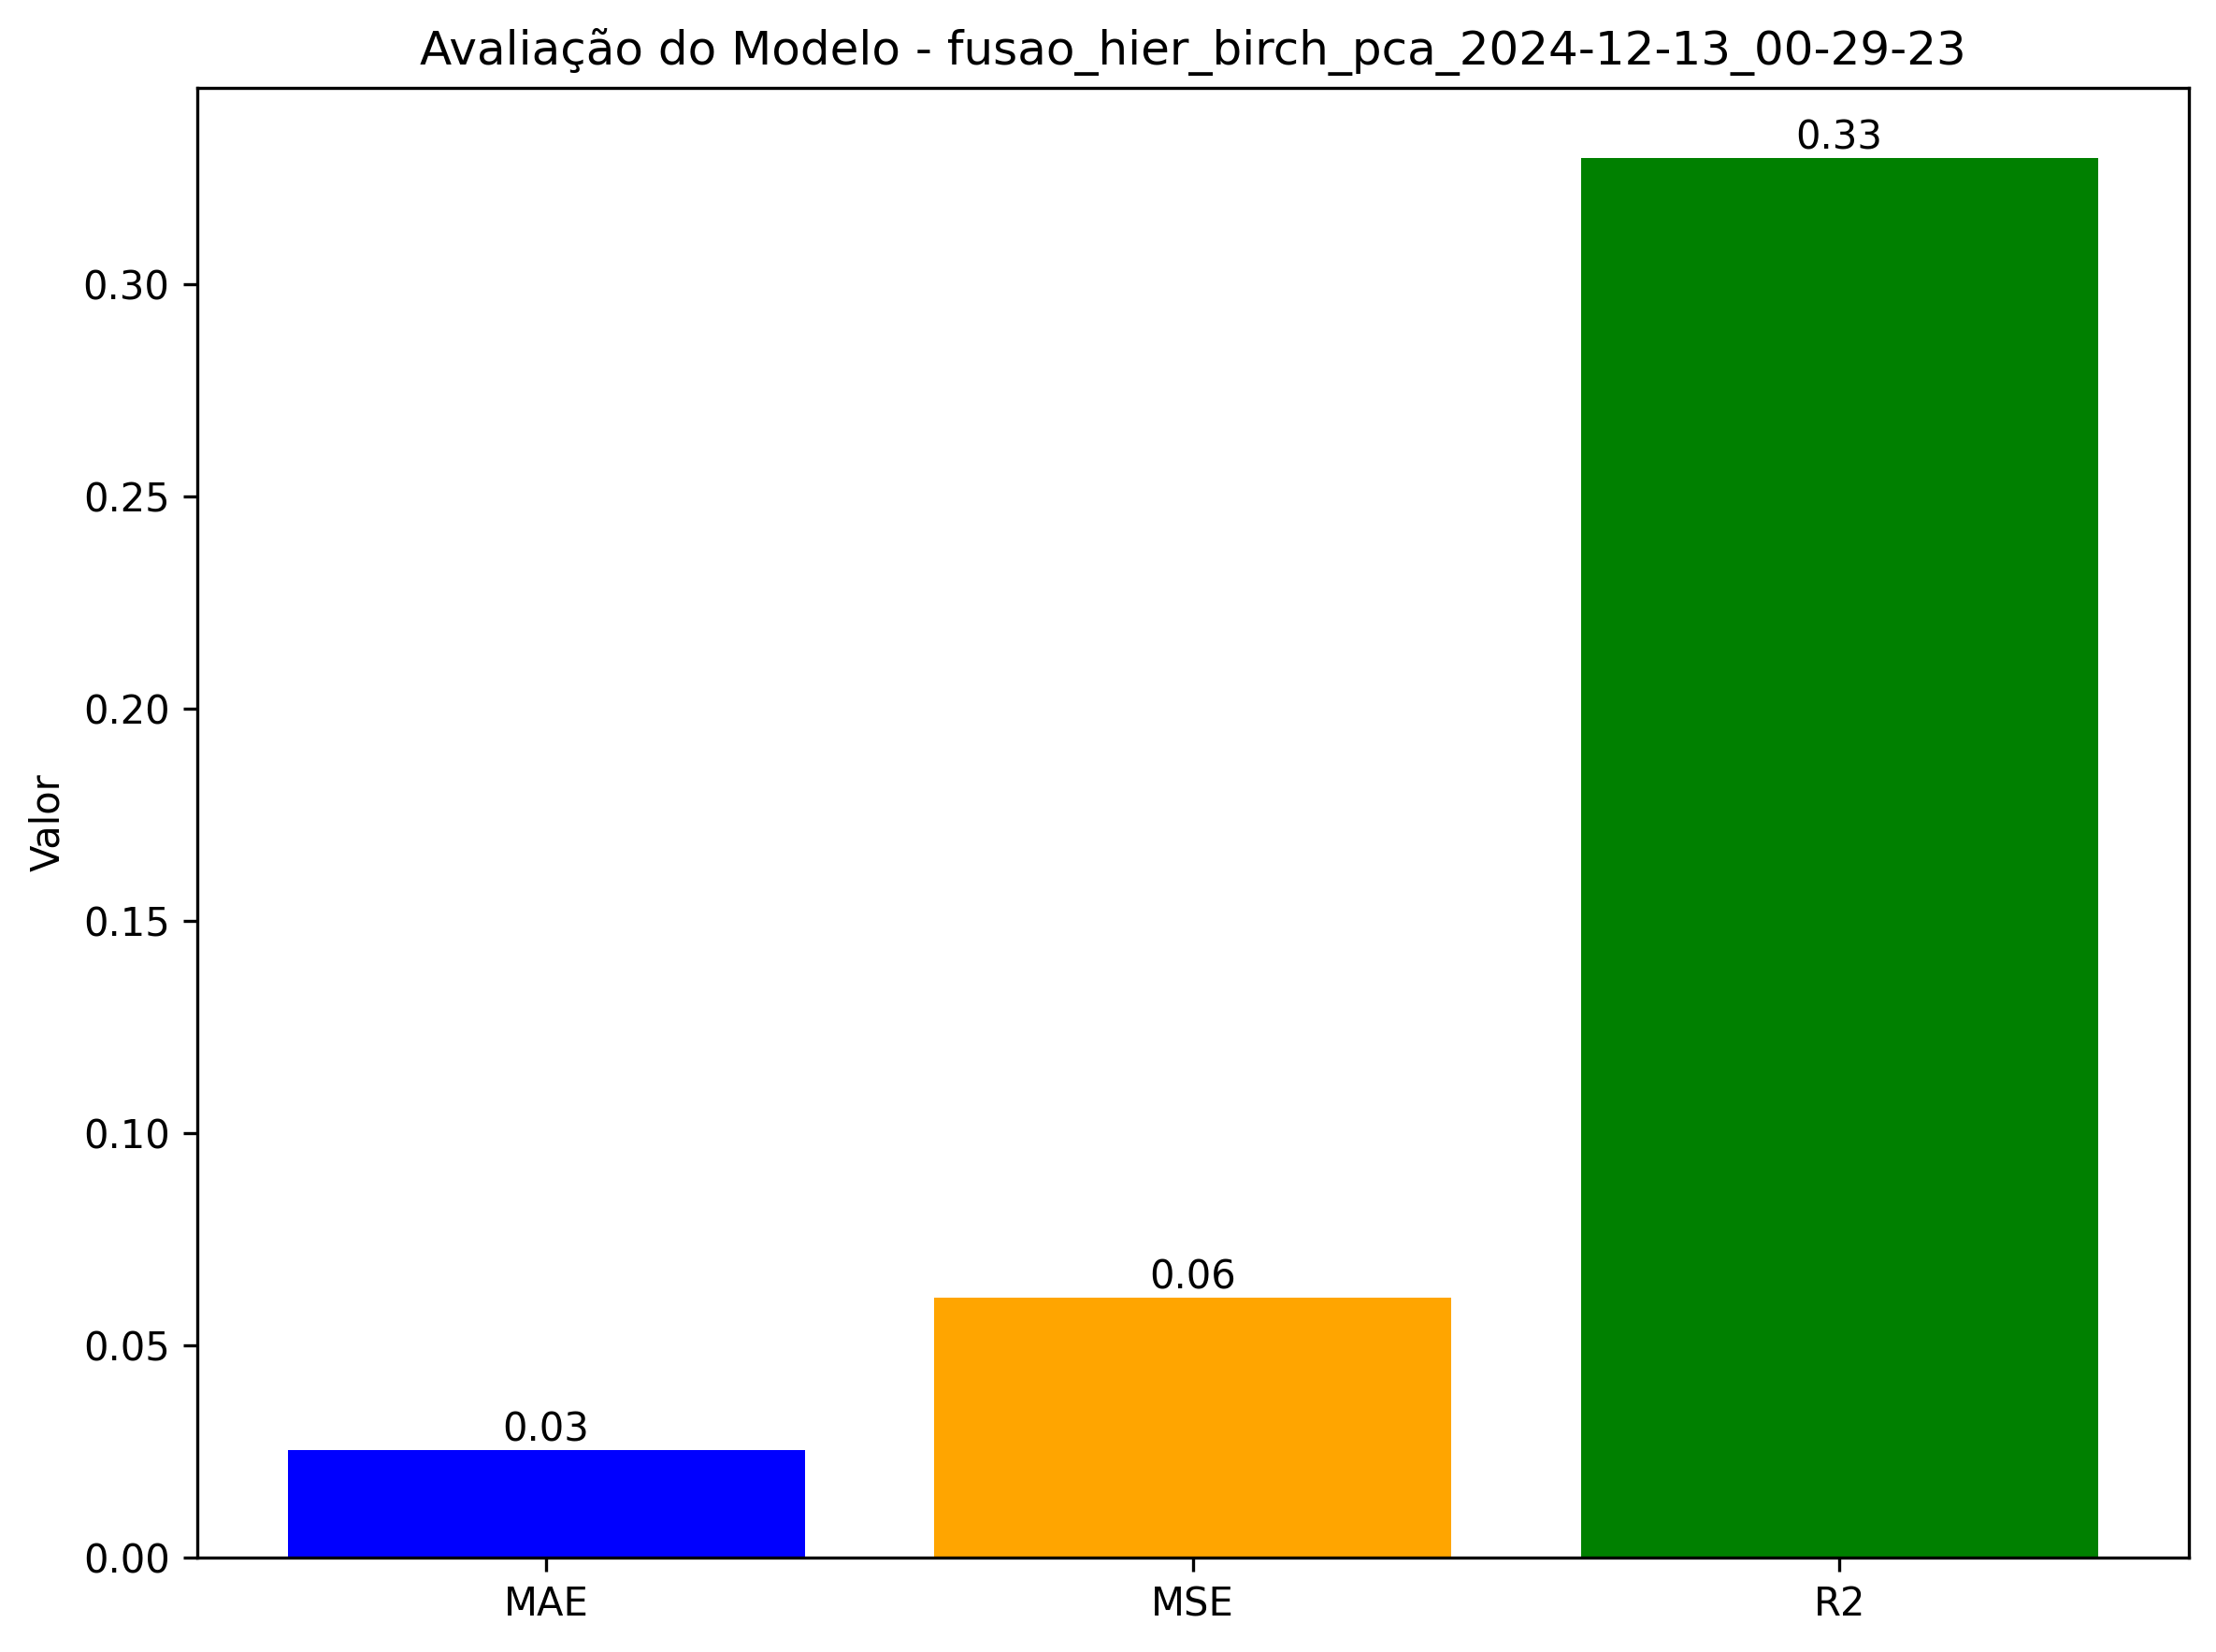 Avaliação do Modelo - fusao_hier_birch_pca_2024-12-13_00-29-23
0.33
0.30
0.25
0.20
Valor
0.15
0.10
0.06
0.05
0.03
0.00
MAE
MSE
R2